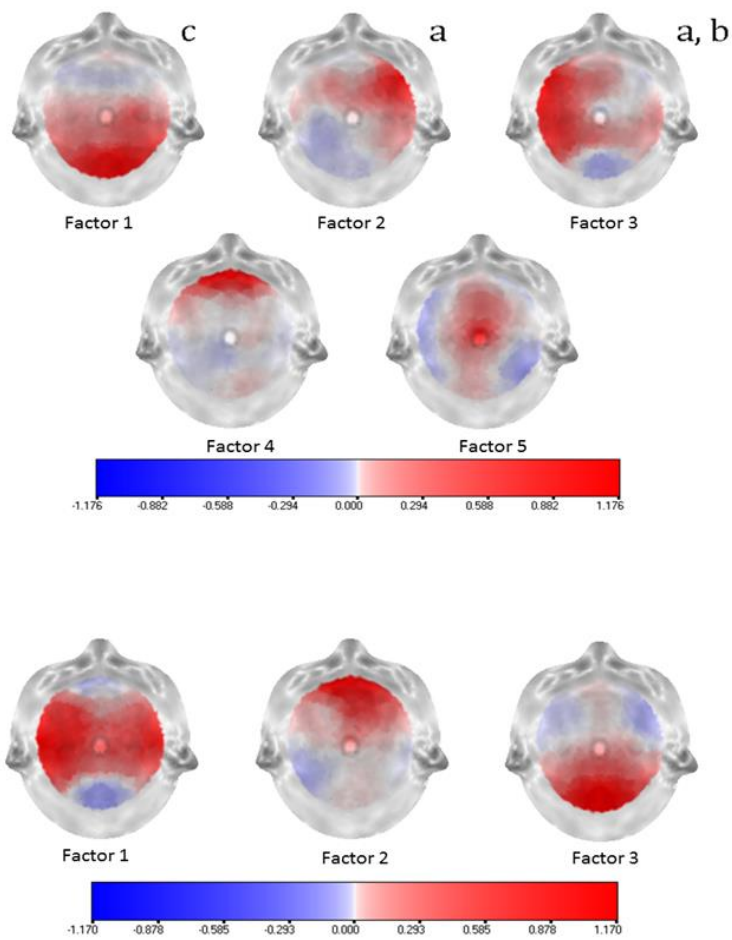 c
a
a, b
Factor 1
Factor 2
Factor 3
Factor 4
Factor 5
-1.176 -0.882 -0.588 -0.294 0.000 0.294 0.588 0.882 1.176
Factor 1
Factor 2
Factor 3
-1.170 -0.878 -0.585 -0.293 0.000 0.293 0.585 0.878 1.170